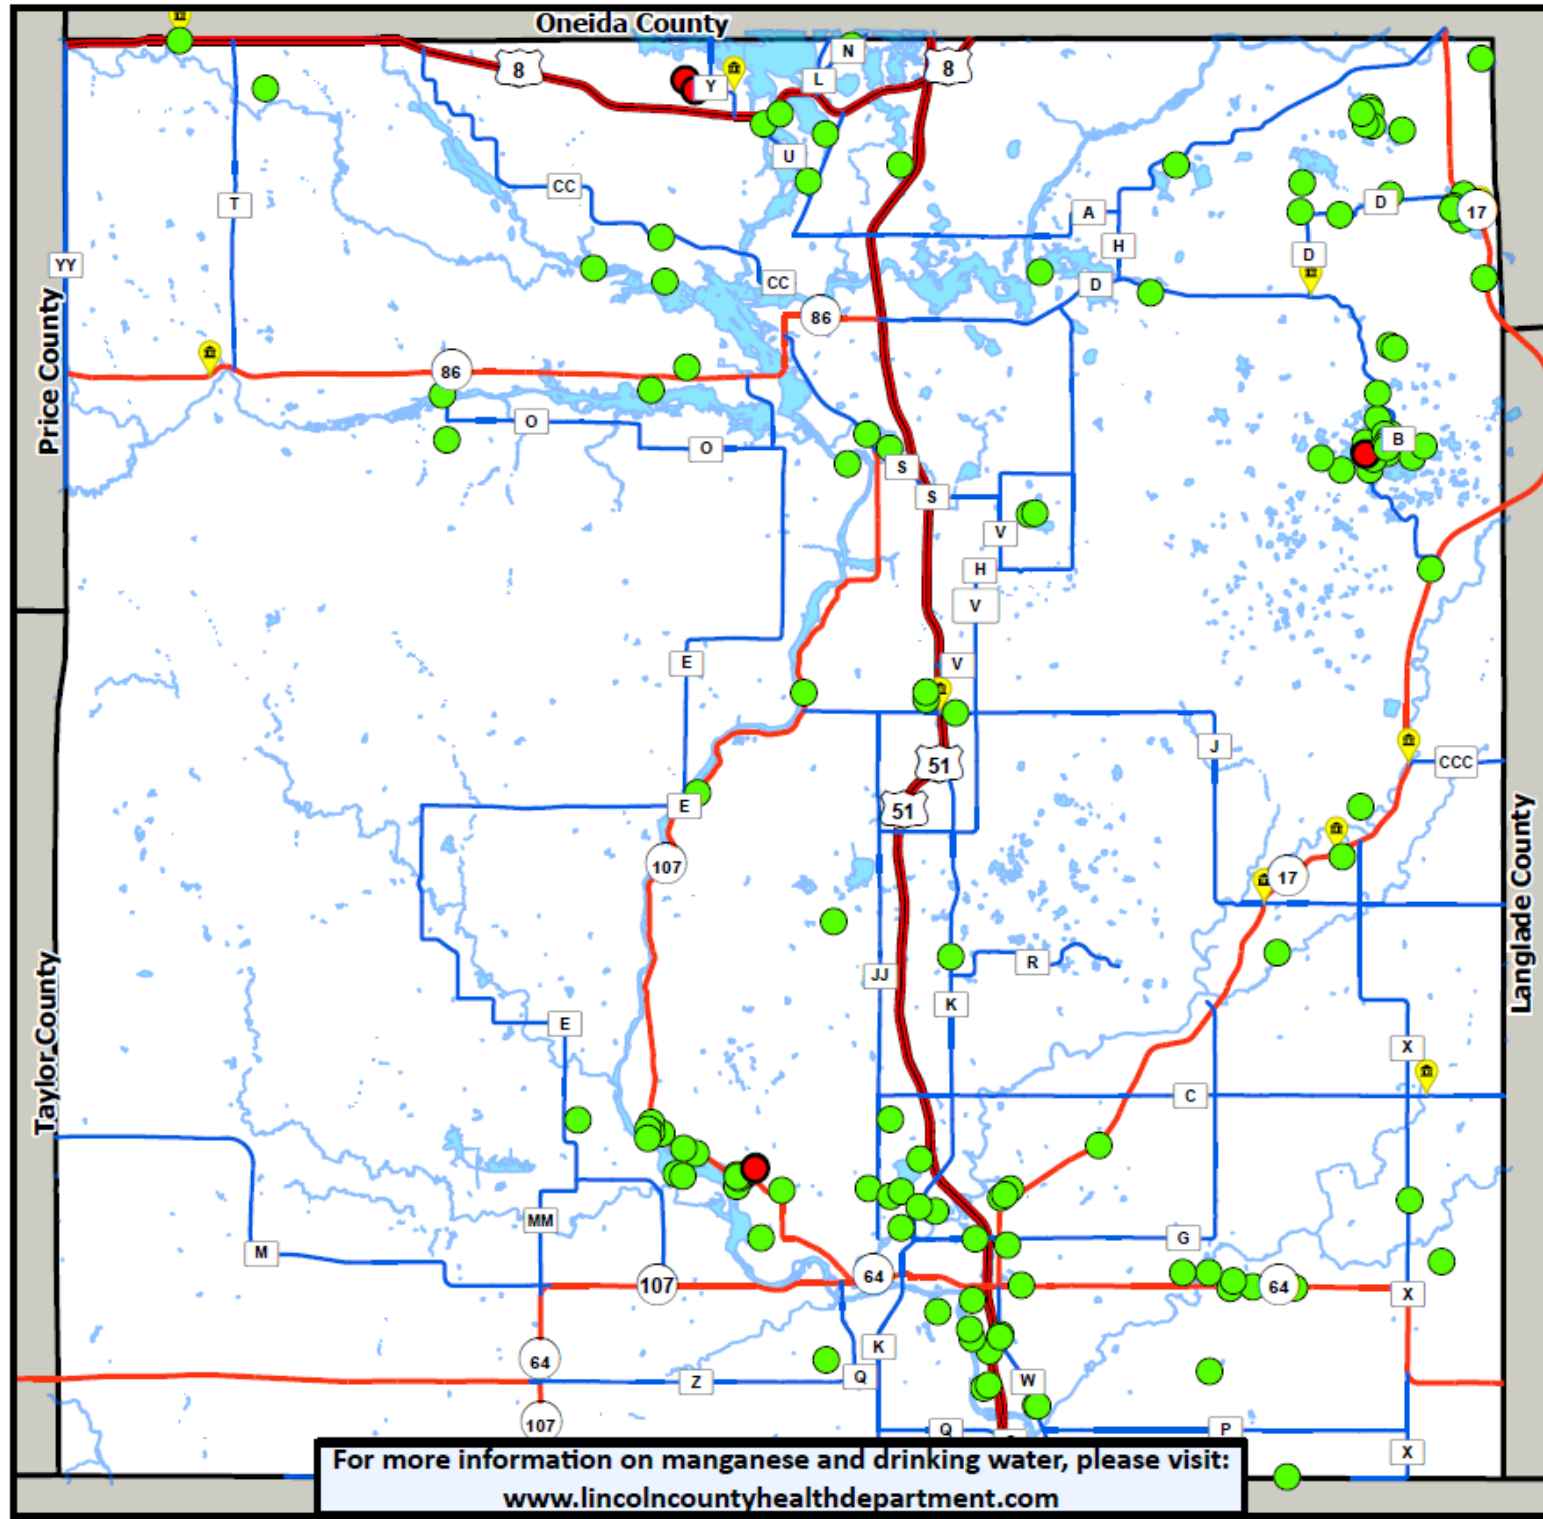 Oneida County
N
8
8
Y
L
U
CC
T
D
17
A
H
YY
D
CC
D
86
Price County
86
O
B
O
S
S
V
H
V
E
V
J
51
CCC
E
51
107
17
Langlade County
R
JJ
Taylor County
K
E
X
C
MM
G
M
64
107
64
X
K
64
Q
Z
W
107
Q
P
X
For more information on manganese and drinking water, please visit:
www.lincolncountyhealthdepartment.com